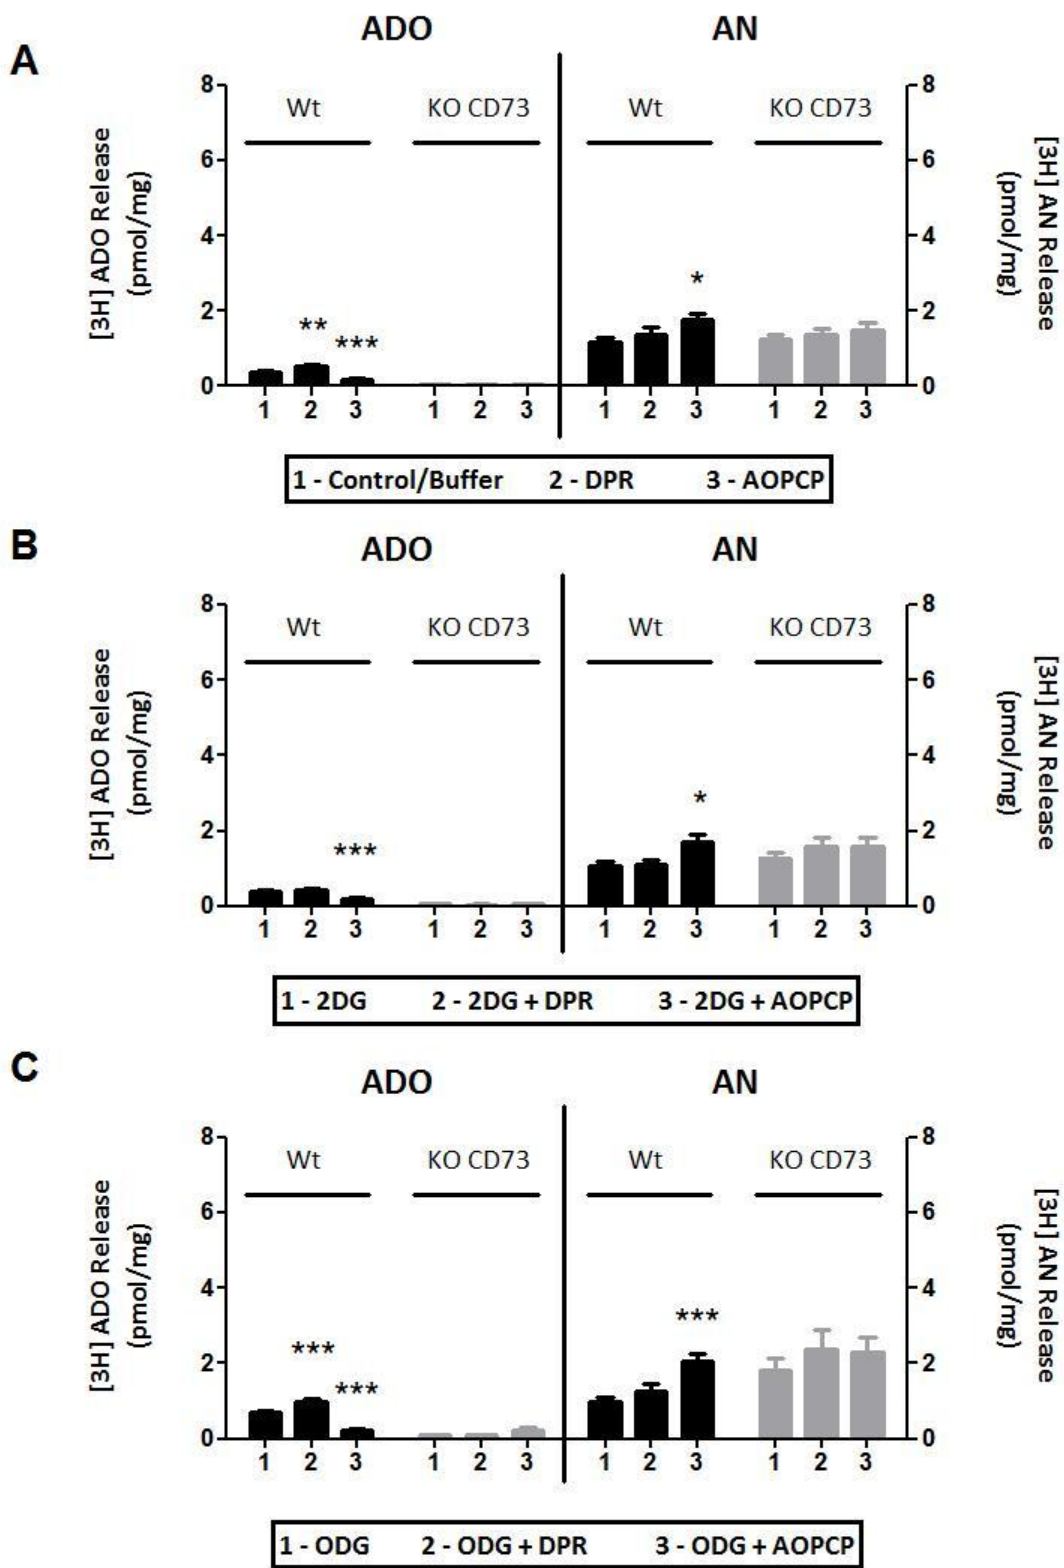 A
ADO AN
8 8
Wt KO CD73 Wt KO CD73
6 6
[3H] ADO Release
(pmol/mg)
[3H] AN Release
(pmol/mg)
4 4
*
2 2
** ***
0 0
1 2 3 1 2 3 1 2 3 1 2 3
1 - Control/Buffer 2 - DPR 3 - AOPCP
B
ADO AN
8 8
Wt KO CD73 Wt KO CD73
6 6
[3H] ADO Release
(pmol/mg)
[3H] AN Release
(pmol/mg)
4 4
*
2 2
***
0 0
1 2 3 1 2 3 1 2 3 1 2 3
1 - 2DG 2 - 2DG + DPR 3 - 2DG + AOPCP
C
ADO AN
8 8
Wt KO CD73 Wt KO CD73
6 6
[3H] ADO Release
(pmol/mg)
[3H] AN Release
(pmol/mg)
4 4
***
*** 
2 2
***
0 0
1 2 3 1 2 3 1 2 3 1 2 3
1 - ODG 2 - ODG + DPR 3 - ODG + AOPCP